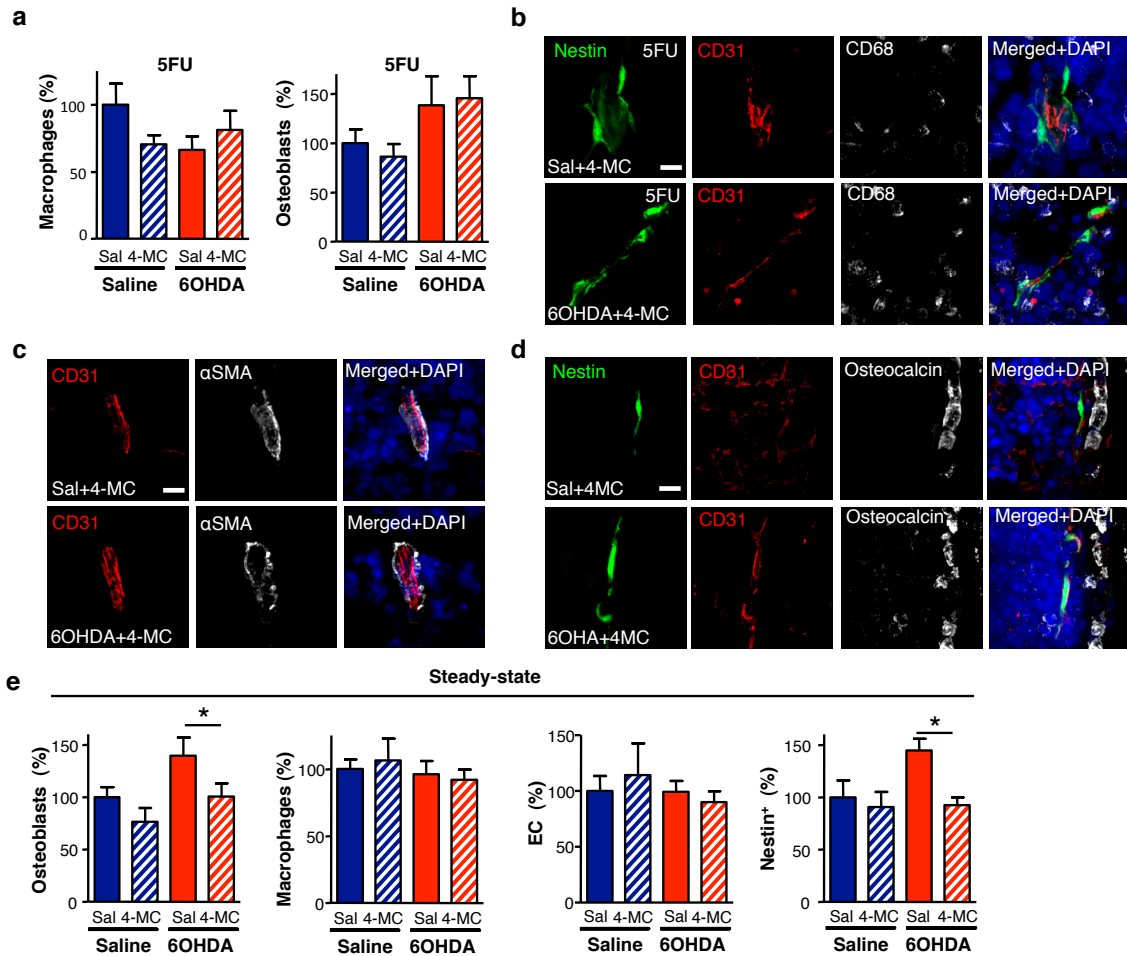 a
5FU
Macrophages (%)
100
50
0
Sal 4-MC Sal 4-MC
Saline 6OHDA
5FU
Osteoblasts (%)
150
100
50
0
Sal 4-MC Sal 4-MC
Saline 6OHDA
b
Nestin 5FU CD31 CD68 Merged+DAPI
Sal+4-MC
5FU CD31 CD68 Merged+DAPI
6OHDA+4-MC
c
CD31 αSMA Merged+DAPI
Sal+4-MC
CD31 αSMA Merged+DAPI
6OHDA+4-MC
d
Nestin CD31 Osteocalcin Merged+DAPI
Sal+4MC
CD31 Osteocalcin Merged+DAPI
6OHA+4MC
e
Steady-state
Osteoblasts (%)
150
100
50
0
*
Sal 4-MC Sal 4-MC
Saline 6OHDA
Macrophages (%)
150
100
50
0
Sal 4-MC Sal 4-MC
Saline 6OHDA
EC (%)
150
100
50
0
Sal 4-MC Sal 4-MC
Saline 6OHDA
Nestin⁺ (%)
150
100
50
0
*
Sal 4-MC Sal 4-MC
Saline 6OHDA